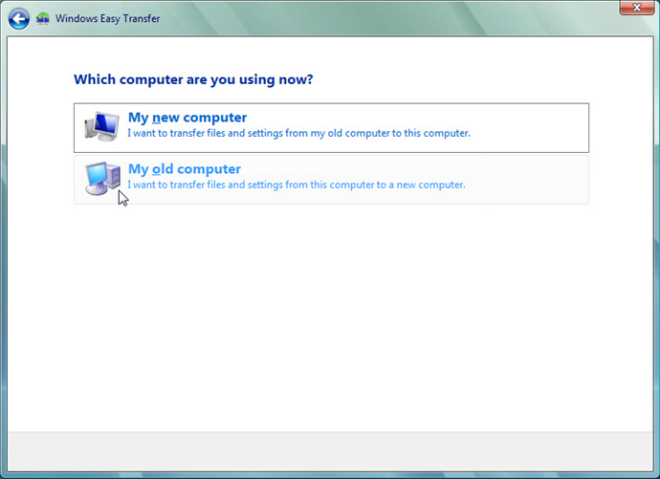 Windows Easy Transfer
Which computer are you using now?
My new computer
I want to transfer files and settings from my old computer to this computer.
My old computer
I want to transfer files and settings from this computer to a new computer.